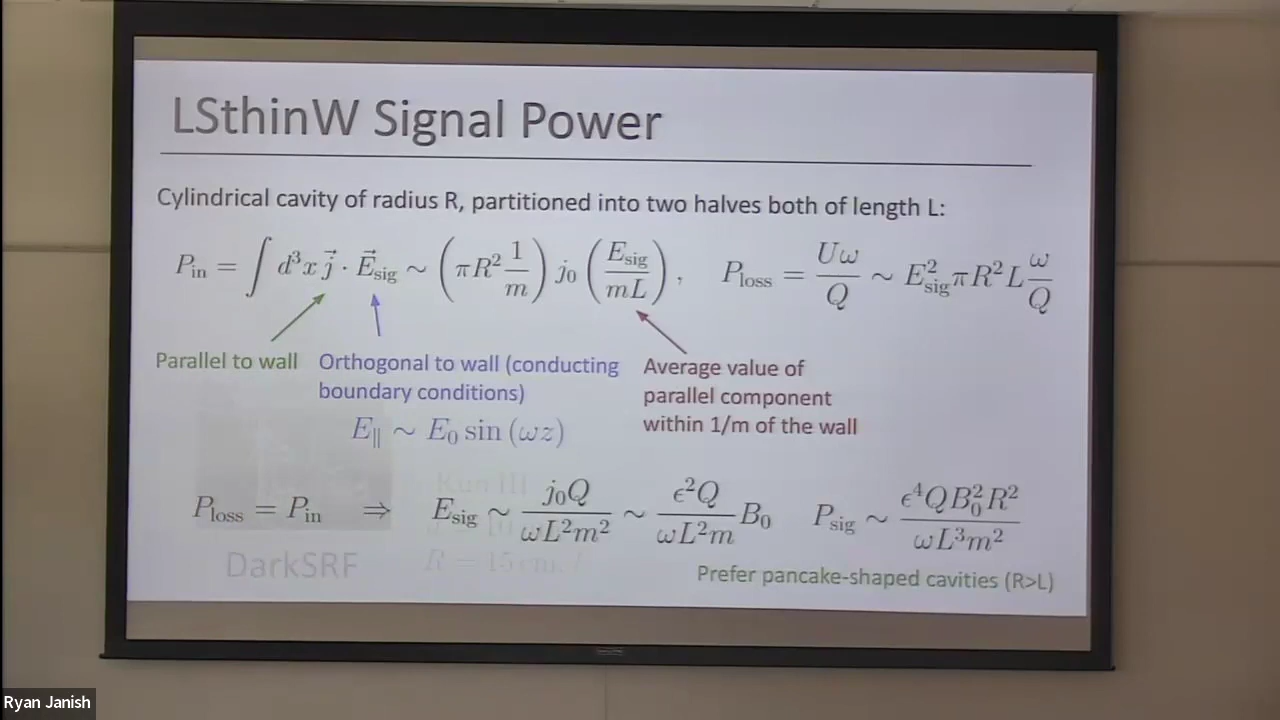 LSthinW Signal Power
Cylindrical cavity of radius R, partitioned into two halves both of length L:
P_in = ∫ d³x j⃗ · E⃗_sig ∼ (πR² 1/m) j₀ (E_sig/mL), P_loss = Uω/Q ∼ E²_sig πR²L ω/Q
Parallel to wall
Orthogonal to wall (conducting
boundary conditions)
Average value of
parallel component
within 1/m of the wall
E_∥ ∼ E₀ sin (ωz)
P_loss = P_in ⇒ E_sig ∼ j₀Q/ωL²m² ∼ ϵ²Q/ωL²m B₀ P_sig ∼ ϵ⁴QB₀²R²/ωL³m²
Prefer pancake-shaped cavities (R>L)
DarkSRF
Run III
Ryan Janish